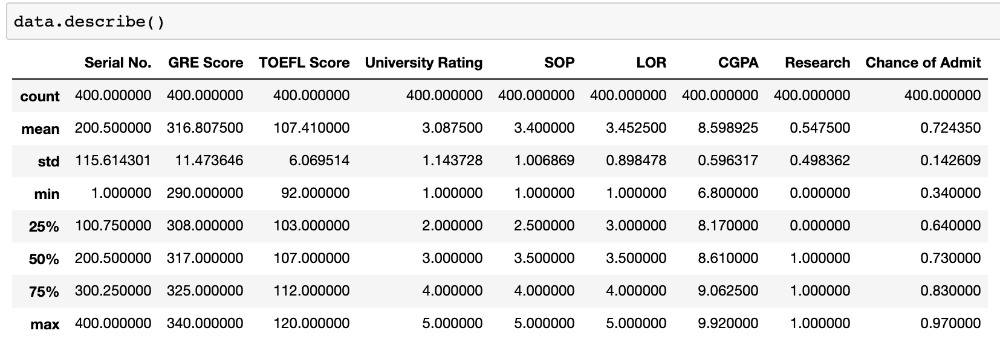 data.describe()
Serial No. GRE Score TOEFL Score University Rating SOP LOR CGPA Research Chance of Admit
count 400.000000 400.000000 400.000000 400.000000 400.000000 400.000000 400.000000 400.000000 400.000000
mean 200.500000 316.807500 107.410000 3.087500 3.400000 3.452500 8.598925 0.547500 0.724350
std 115.614301 11.473646 6.069514 1.143728 1.006869 0.898478 0.596317 0.498362 0.142609
min 1.000000 290.000000 92.000000 1.000000 1.000000 1.000000 6.800000 0.000000 0.340000
25% 100.750000 308.000000 103.000000 2.000000 2.500000 3.000000 8.170000 0.000000 0.640000
50% 200.500000 317.000000 107.000000 3.000000 3.500000 3.500000 8.610000 1.000000 0.730000
75% 300.250000 325.000000 112.000000 4.000000 4.000000 4.000000 9.062500 1.000000 0.830000
max 400.000000 340.000000 120.000000 5.000000 5.000000 5.000000 9.920000 1.000000 0.970000